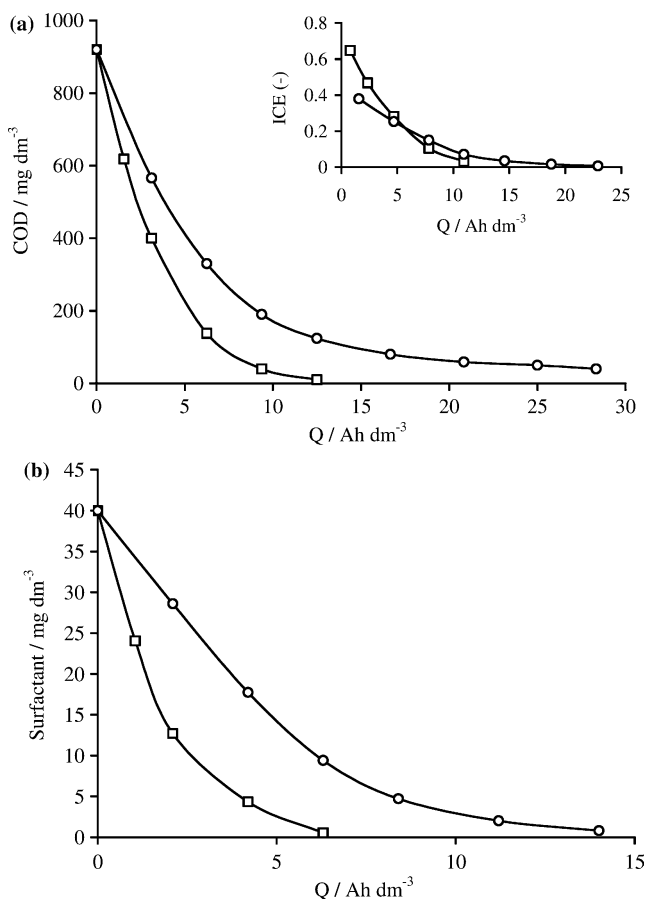 (a)
1000
800
600
400
200
0
COD / mg dm-3
0 5 10 15 20 25 30
Q / Ah dm-3
0.8
0.6
0.4
0.2
0
ICE (-)
0 5 10 15 20 25
Q / Ah dm-3
(b)
45
40
35
30
25
20
15
10
5
0
Surfactant / mg dm-3
0 5 10 15
Q / Ah dm-3